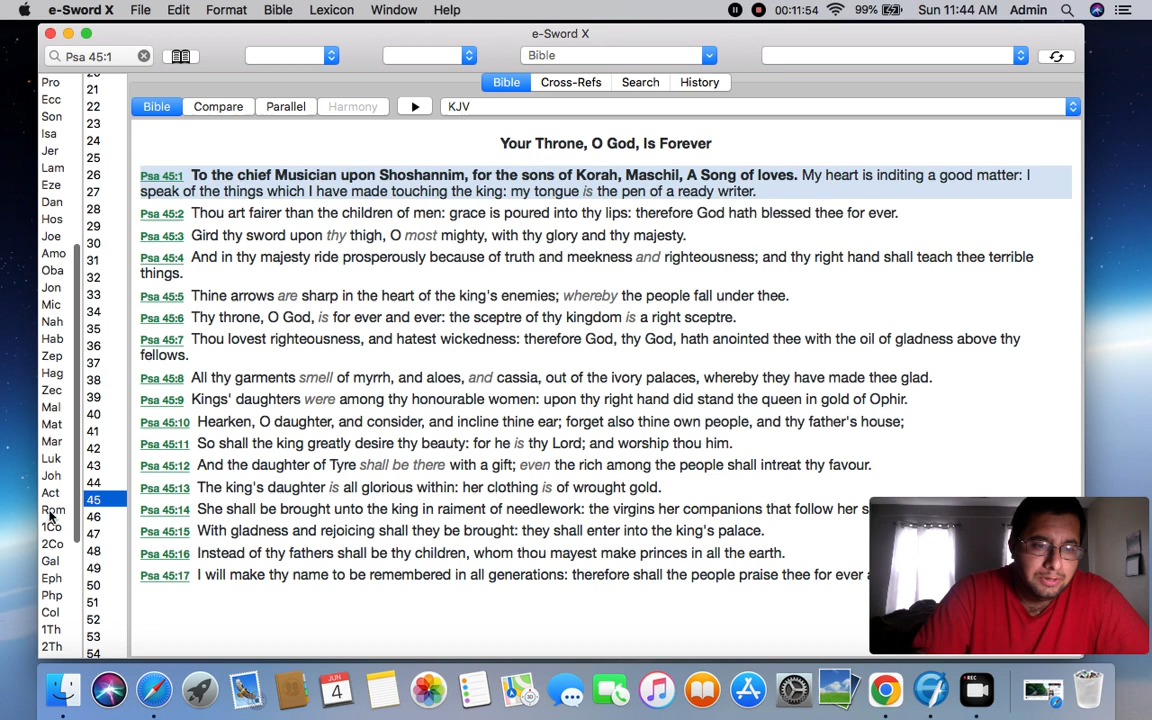 e-Sword X File Edit Format Bible Lexicon Window Help
00:11:54 99% Sun 11:44 AM Admin
e-Sword X
Psa 45:1
Bible
Bible Cross-Refs Search History
Bible Compare Parallel Harmony KJV
Pro
Ecc
Son
Isa
Jer
Lam
Eze
Dan
Hos
Joe
Amo
Oba
Jon
Mic
Nah
Hab
Zep
Hag
Zec
Mal
Mat
Mar
Luk
Joh
Act
Rom
1Co
2Co
Gal
Eph
Php
Col
1Th
2Th
21
22
23
24
25
26
27
28
29
30
31
32
33
34
35
36
37
38
39
40
41
42
43
44
45
46
47
48
49
50
51
52
53
54
Your Throne, O God, Is Forever
Psa 45:1 To the chief Musician upon Shoshannim, for the sons of Korah, Maschil, A Song of loves. My heart is inditing a good matter: I
speak of the things which I have made touching the king: my tongue is the pen of a ready writer.
Psa 45:2 Thou art fairer than the children of men: grace is poured into thy lips: therefore God hath blessed thee for ever.
Psa 45:3 Gird thy sword upon thy thigh, O most mighty, with thy glory and thy majesty.
Psa 45:4 And in thy majesty ride prosperously because of truth and meekness and righteousness; and thy right hand shall teach thee terrible
things.
Psa 45:5 Thine arrows are sharp in the heart of the king's enemies; whereby the people fall under thee.
Psa 45:6 Thy throne, O God, is for ever and ever: the sceptre of thy kingdom is a right sceptre.
Psa 45:7 Thou lovest righteousness, and hatest wickedness: therefore God, thy God, hath anointed thee with the oil of gladness above thy
fellows.
Psa 45:8 All thy garments smell of myrrh, and aloes, and cassia, out of the ivory palaces, whereby they have made thee glad.
Psa 45:9 Kings' daughters were among thy honourable women: upon thy right hand did stand the queen in gold of Ophir.
Psa 45:10 Hearken, O daughter, and consider, and incline thine ear; forget also thine own people, and thy father's house;
Psa 45:11 So shall the king greatly desire thy beauty: for he is thy Lord; and worship thou him.
Psa 45:12 And the daughter of Tyre shall be there with a gift; even the rich among the people shall intreat thy favour.
Psa 45:13 The king's daughter is all glorious within: her clothing is of wrought gold.
Psa 45:14 She shall be brought unto the king in raiment of needlework: the virgins her companions that follow her s
Psa 45:15 With gladness and rejoicing shall they be brought: they shall enter into the king's palace.
Psa 45:16 Instead of thy fathers shall be thy children, whom thou mayest make princes in all the earth.
Psa 45:17 I will make thy name to be remembered in all generations: therefore shall the people praise thee for ever
JUN
4
REC